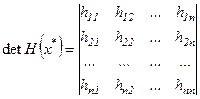 det H(x*) = | h11 h12 ... h1n |
| h21 h22 ... h2n |
| ... ... ... ... |
| hn1 hn2 ... hnn |